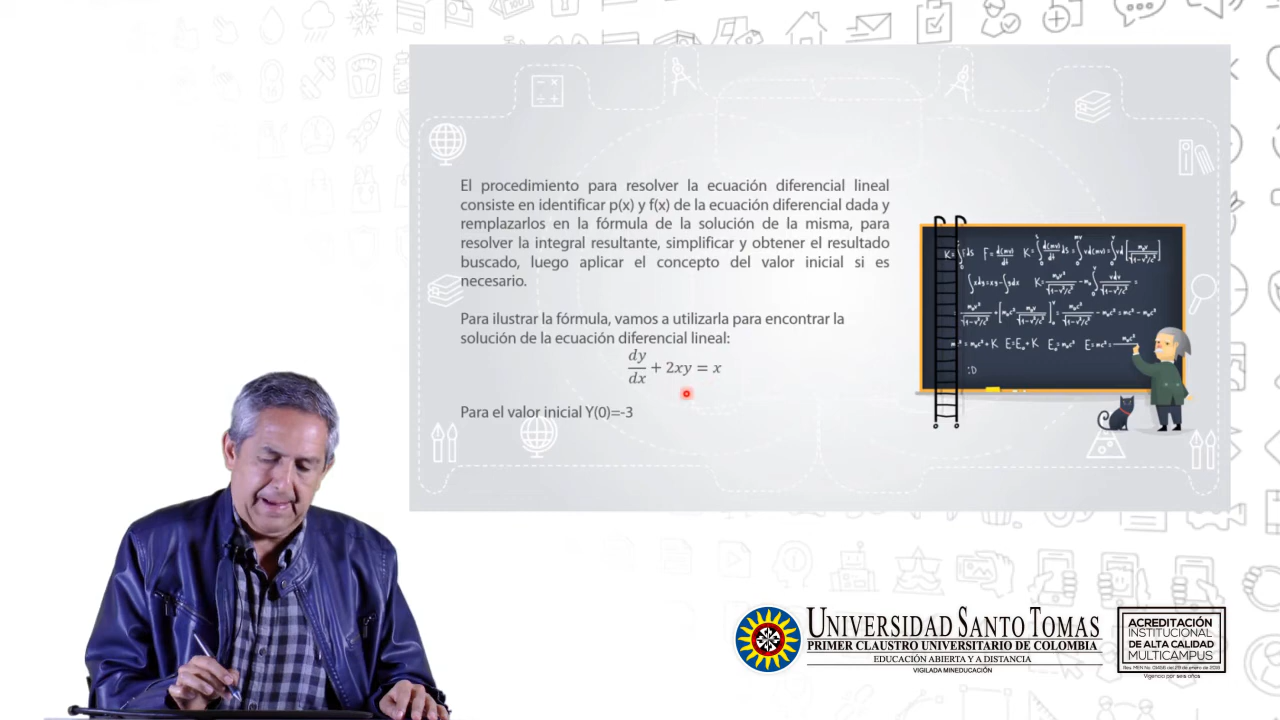 El procedimiento para resolver la ecuación diferencial lineal
consiste en identificar p(x) y f(x) de la ecuación diferencial dada y
remplazarlos en la fórmula de la solución de la misma, para
resolver la integral resultante, simplificar y obtener el resultado
buscado, luego aplicar el concepto del valor inicial si es
necesario.
Para ilustrar la fórmula, vamos a utilizarla para encontrar la
solución de la ecuación diferencial lineal:
dy/dx + 2xy = x
Para el valor inicial Y(0)=-3
:D
UNIVERSIDAD SANTO TOMAS
PRIMER CLAUSTRO UNIVERSITARIO DE COLOMBIA
EDUCACIÓN ABIERTA Y A DISTANCIA
VIGILADA MINEDUCACIÓN
ACREDITACIÓN
INSTITUCIONAL
DE ALTA CALIDAD
MULTICAMPUS
Vigencia por seis años